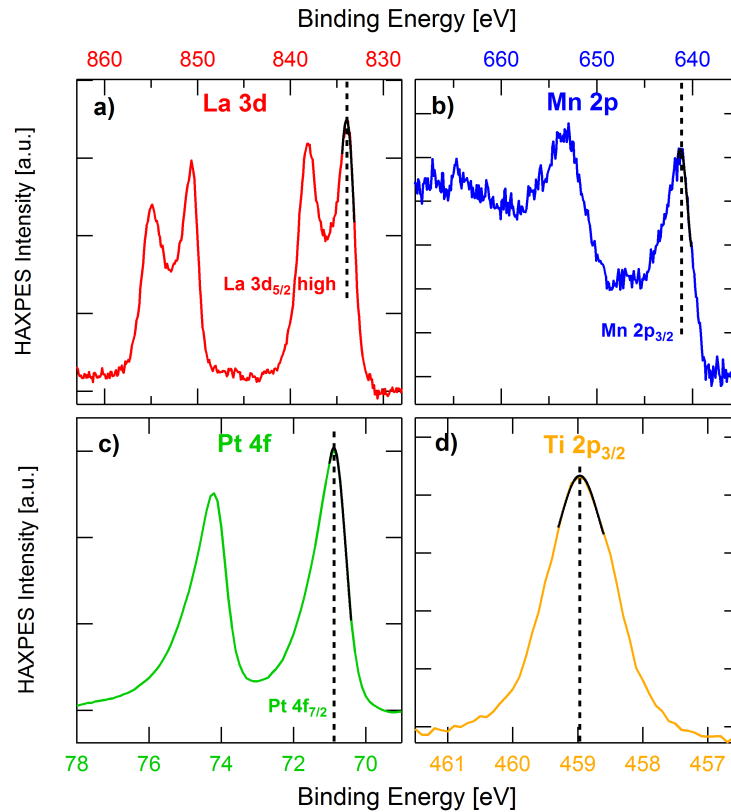 Binding Energy [eV]
860 850 840 830
660 650 640
HAXPES Intensity [a.u.]
a)
La 3d
La 3d5/2 high
b)
Mn 2p
Mn 2p3/2
HAXPES Intensity [a.u.]
c)
Pt 4f
Pt 4f7/2
d)
Ti 2p3/2
78 76 74 72 70
461 460 459 458 457
Binding Energy [eV]